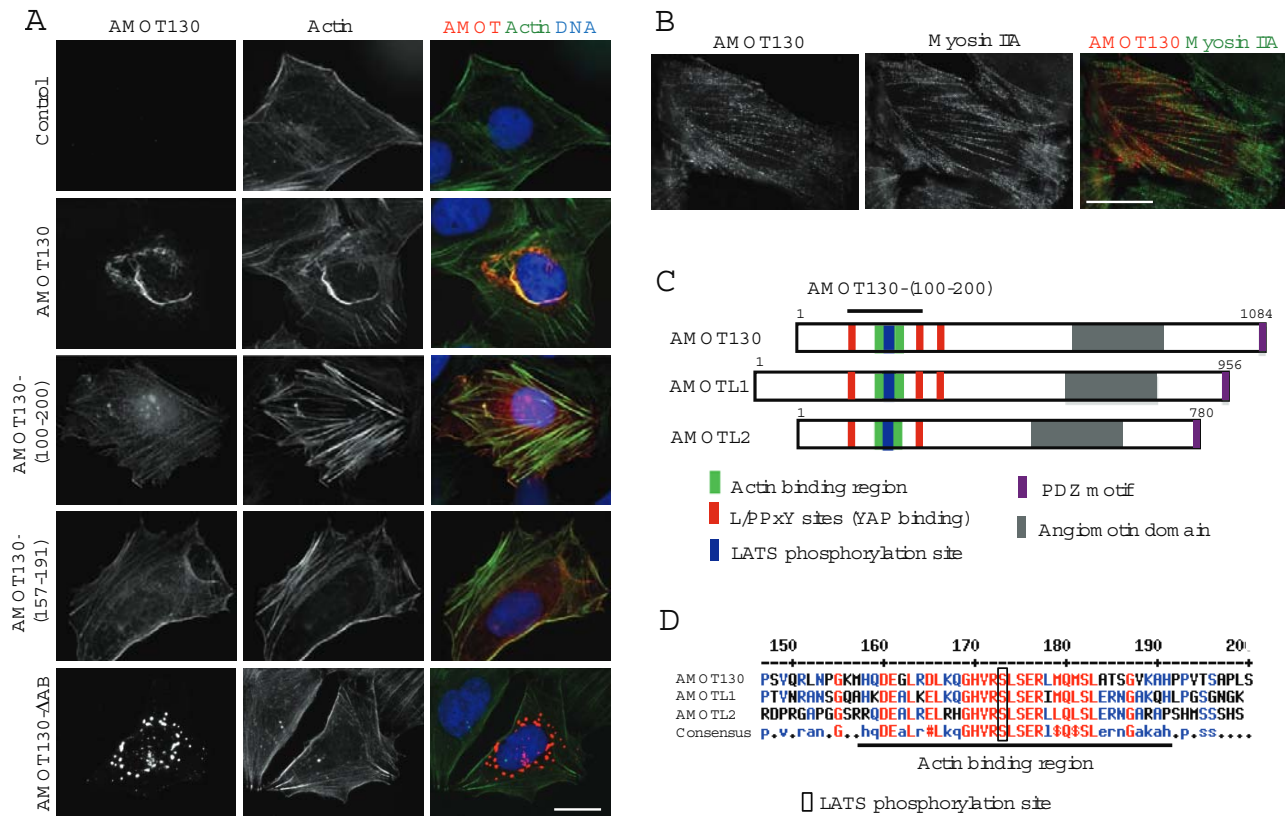 A
AMOT130
Actin
AMOT Actin DNA
Control
AMOT130
AMOT130-
(100-200)
AMOT130-
(157-191)
AMOT130-ΔAB
B
AMOT130
Myosin IIA
AMOT130 Myosin IIA
C
AMOT130-(100-200)
1
1084
AMOT130
1
956
AMOTL1
1
780
AMOTL2
Actin binding region
L/PPxY sites (YAP binding)
LATS phosphorylation site
PDZ motif
Angiomotin domain
D
150 160 170 180 190 200
AMOT130 PSVQRLNPGKMHQDEGLRDLKQGHVRSLSERLMQMSLATSGVKAHPPVTSAPLS
AMOTL1 PTYNRANSGQAHKDEALKELKQGHVRSLSERIMQLSLERNGAKQHLPGSGNGK
AMOTL2 RDPRGAPGGSRRQDEALRELRHGHVRSLSERLLQLSLERNGARAPSHMSSSHS
Consensus p.v.ran.G..hqDEaLr#LkqGHVRSLSERl$Q$SLernGakah.p.ss....
Actin binding region
LATS phosphorylation site